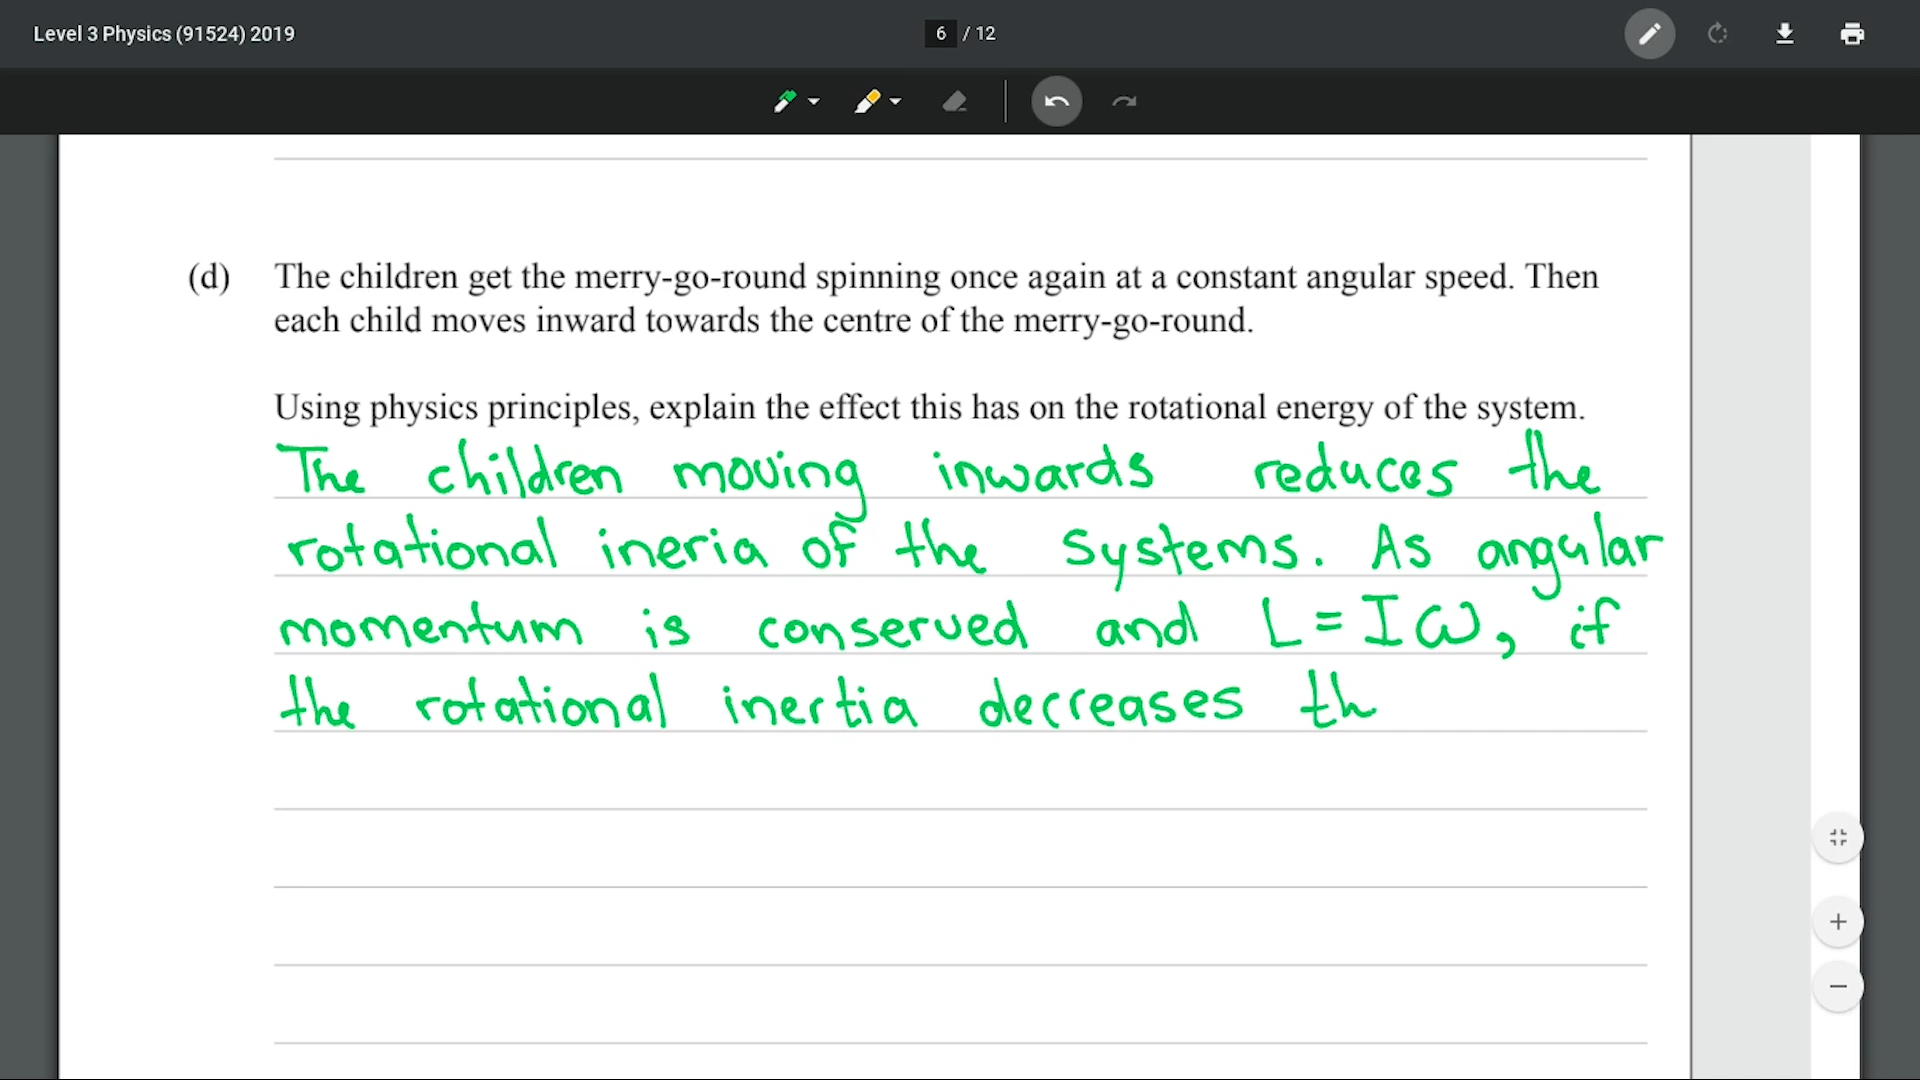 Level 3 Physics (91524) 2019
6 / 12
(d) The children get the merry-go-round spinning once again at a constant angular speed. Then
each child moves inward towards the centre of the merry-go-round.
Using physics principles, explain the effect this has on the rotational energy of the system.
The children moving inwards reduces the
rotational ineria of the systems. As angular
momentum is conserved and L = I ω, if
the rotational inertia decreases th